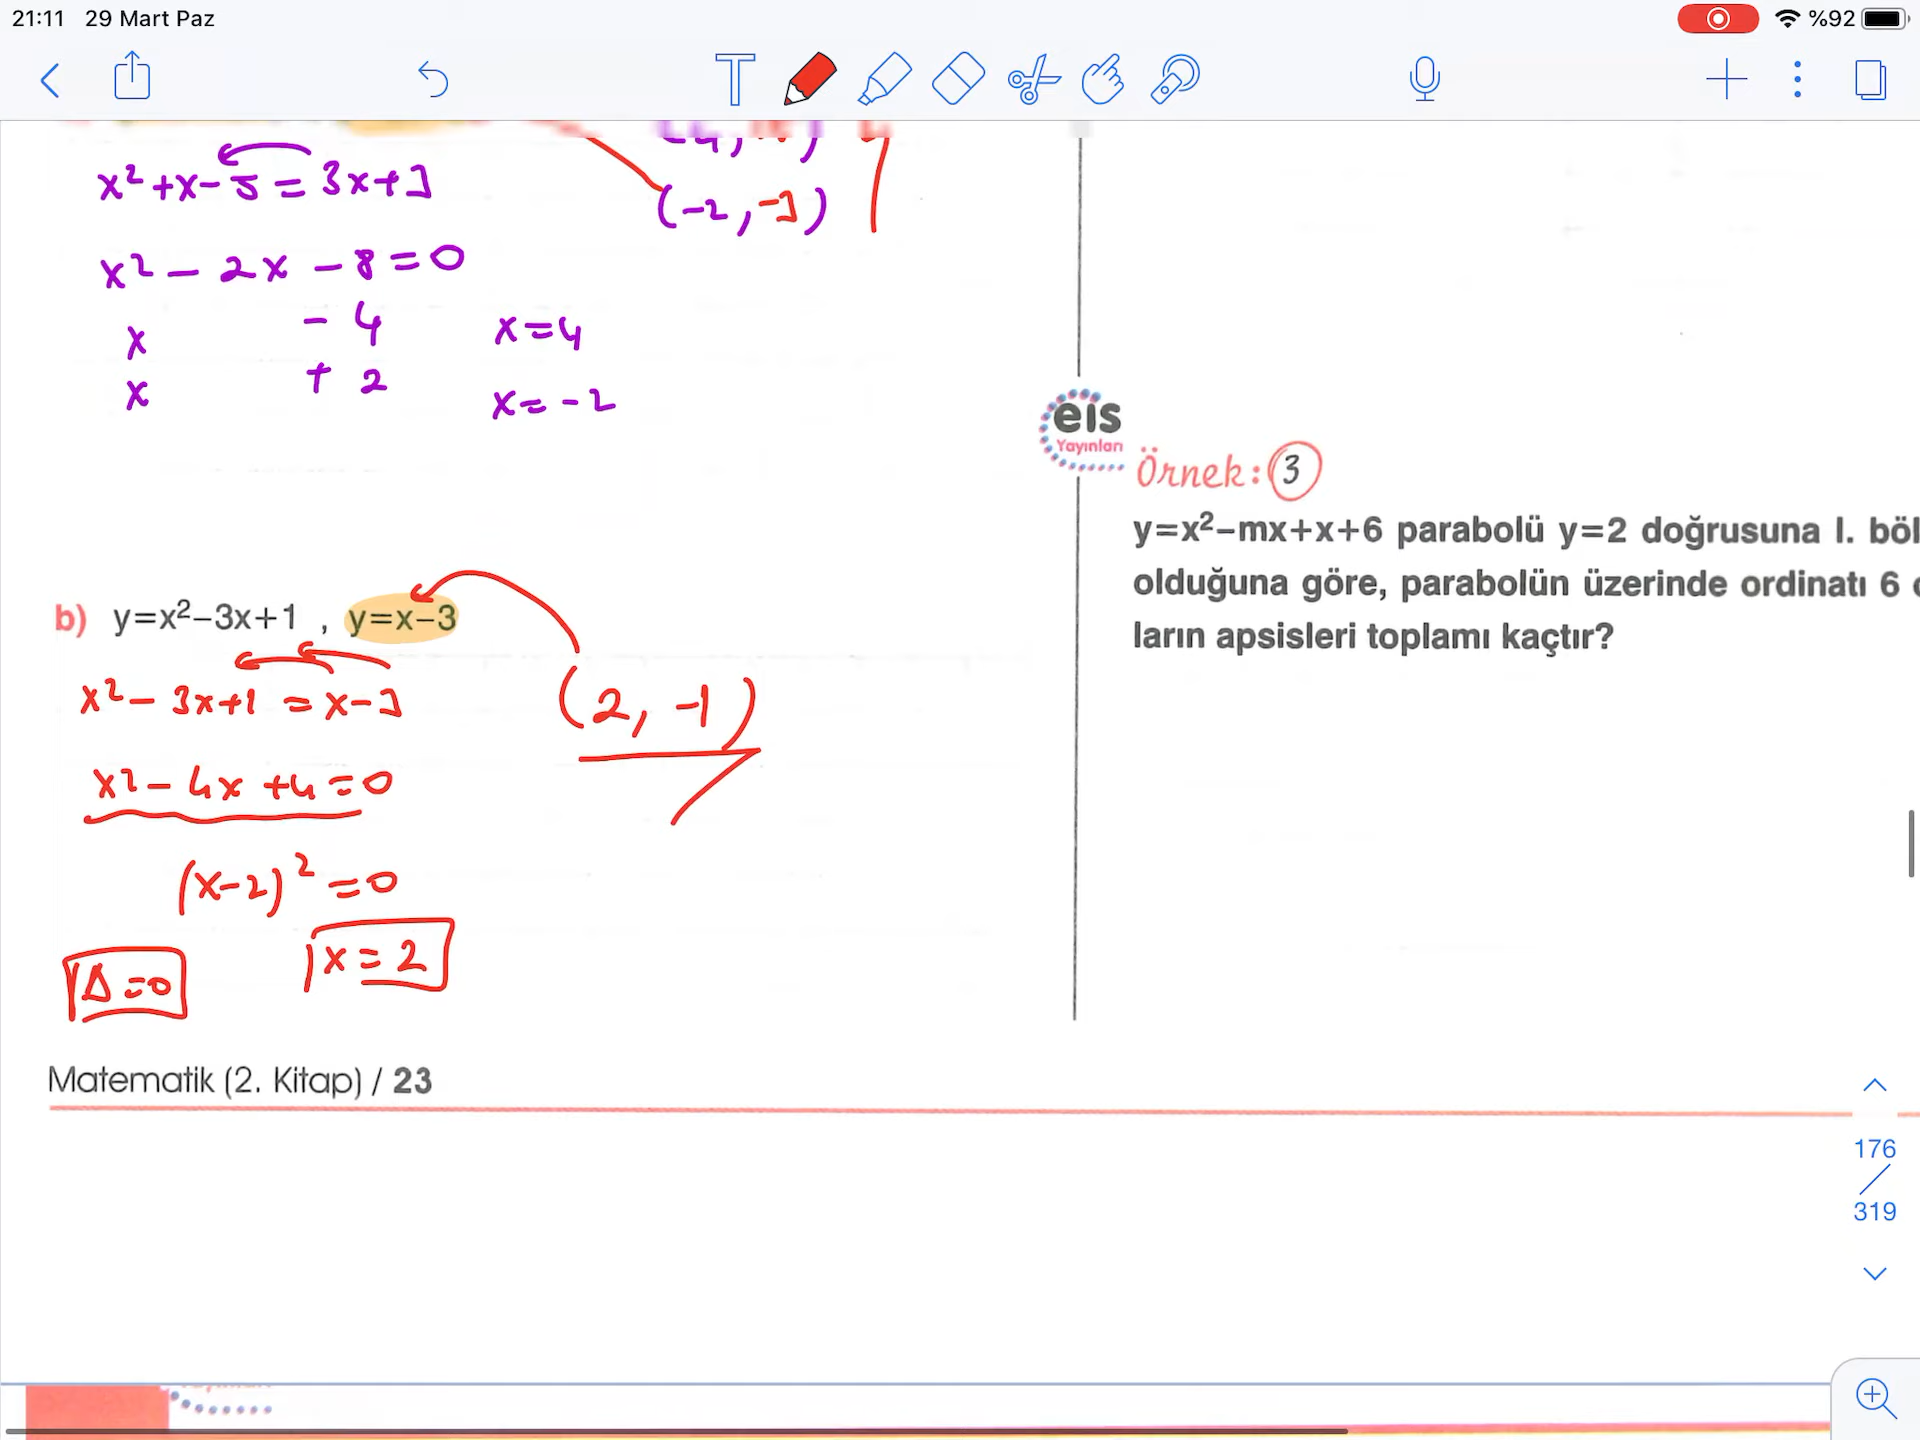 21:11 29 Mart Paz
%92
x²+x-5=3x+3
(-2,-3)
x²-2x-8=0
x -4 x=4
x +2 x=-2
eis
Yayınları
Örnek: 3
y=x²-mx+x+6 parabolü y=2 doğrusuna I. böl
olduğuna göre, parabolün üzerinde ordinatı 6
ların apsisleri toplamı kaçtır?
b) y=x²-3x+1 , y=x-3
x²-3x+1=x-3
(2,-1)
x²-4x+4=0
(x-2)²=0
x=2
Δ=0
Matematik (2. Kitap) / 23
176
319